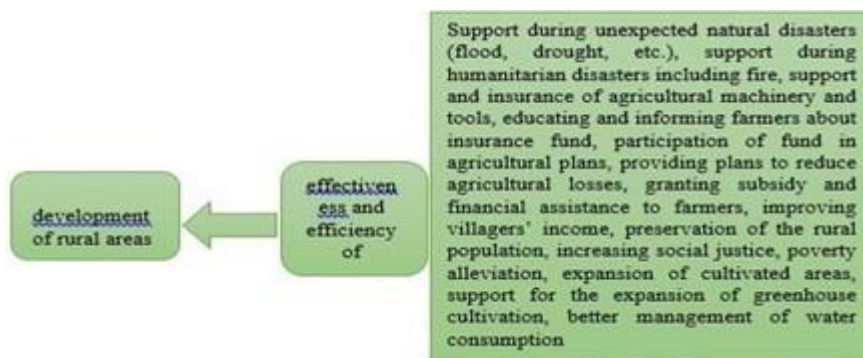 development
of rural areas
effectiven
ess and
efficiency
of
Support during unexpected natural disasters
(flood, drought, etc.), support during
humanitarian disasters including fire, support
and insurance of agricultural machinery and
tools, educating and informing farmers about
insurance fund, participation of fund in
agricultural plans, providing plans to reduce
agricultural losses, granting subsidy and
financial assistance to farmers, improving
villagers' income, preservation of the rural
population, increasing social justice, poverty
alleviation, expansion of cultivated areas,
support for the expansion of greenhouse
cultivation, better management of water
consumption